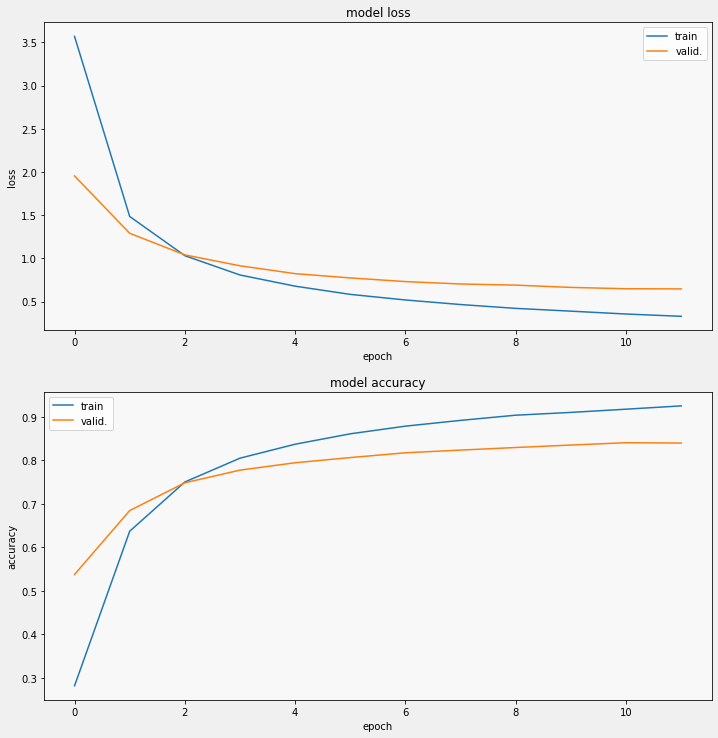 model loss
3.5
3.0
2.5
2.0
1.5
1.0
0.5
loss
train
valid.
0 2 4 6 8 10
epoch
model accuracy
0.9
0.8
0.7
0.6
0.5
0.4
0.3
accuracy
train
valid.
0 2 4 6 8 10
epoch